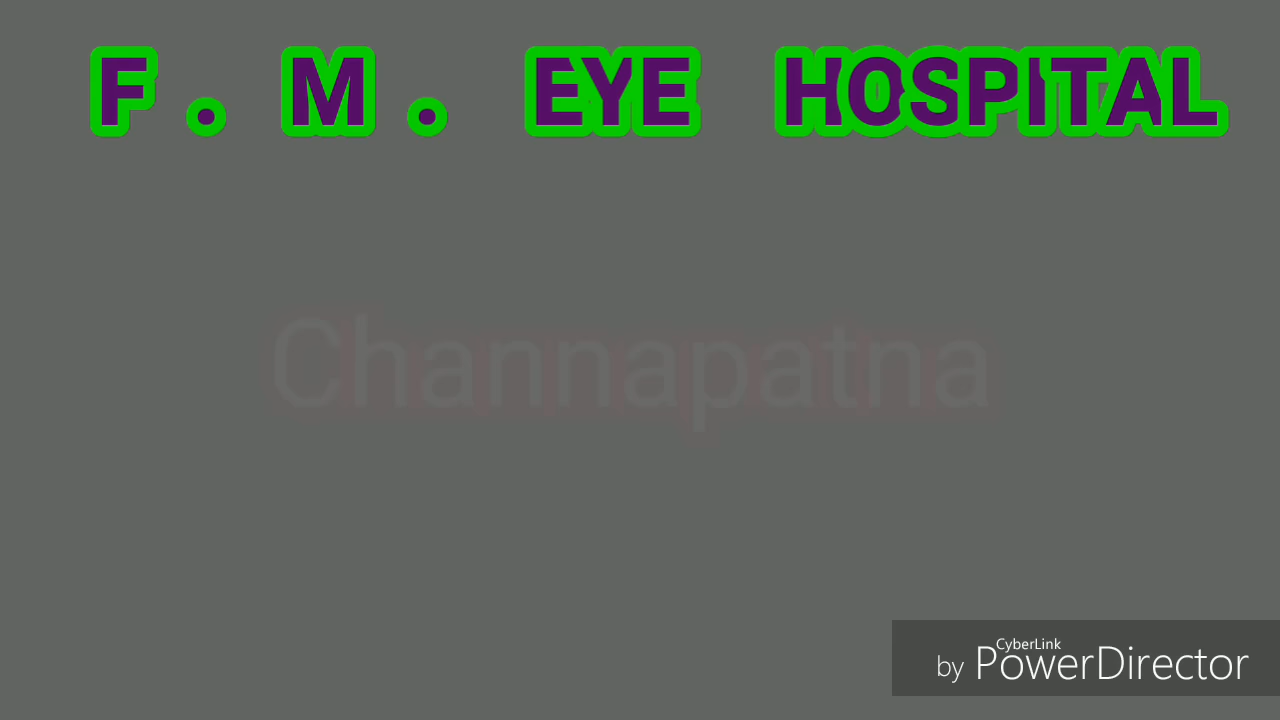 F. M. EYE HOSPITAL
Channapatna
CyberLink
by PowerDirector